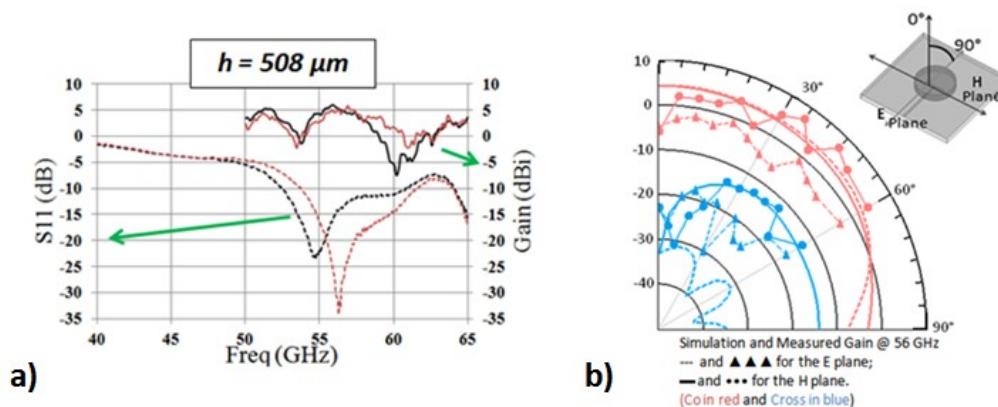 h = 508 µm
10
5
0
-5
-10
-15
-20
-25
-30
-35
S11 (dB)
10
5
0
-5
-10
-15
-20
-25
-30
-35
Gain (dBi)
40 45 50 55 60 65
Freq (GHz)
a)
10
0
-10
-20
-30
-40
30°
60°
90°
0°
90°
H
Plane
E
Plane
Simulation and Measured Gain @ 56 GHz
--- and ▲▲▲ for the E plane;
— and ••• for the H plane.
(Co in red and Cross in blue)
b)